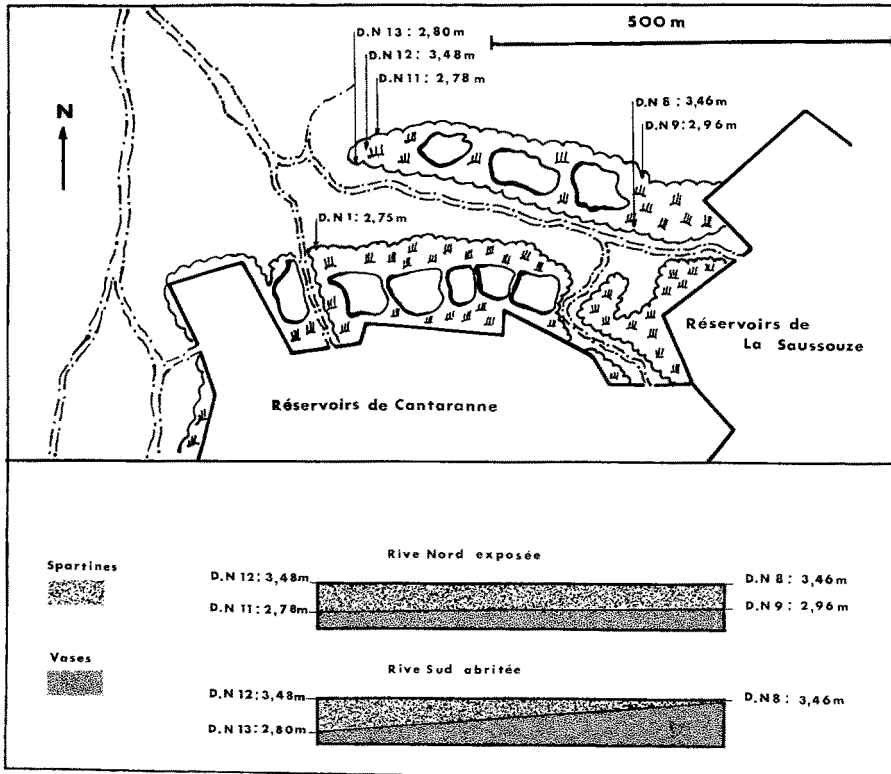 500 m
D.N 13 : 2,80 m
D.N 12 : 3,48 m
D.N 11 : 2,78 m
D.N 8 : 3,46 m
D.N 9 : 2,96 m
N
D.N 1 : 2,75 m
Réservoirs de
La Saussouze
Réservoirs de Cantaranne
Spartines
Rive Nord exposée
D.N 12 : 3,48 m
D.N 8 : 3,46 m
D.N 11 : 2,78 m
D.N 9 : 2,96 m
Vases
Rive Sud abritée
D.N 12 : 3,48 m
D.N 8 : 3,46 m
D.N 13 : 2,80 m